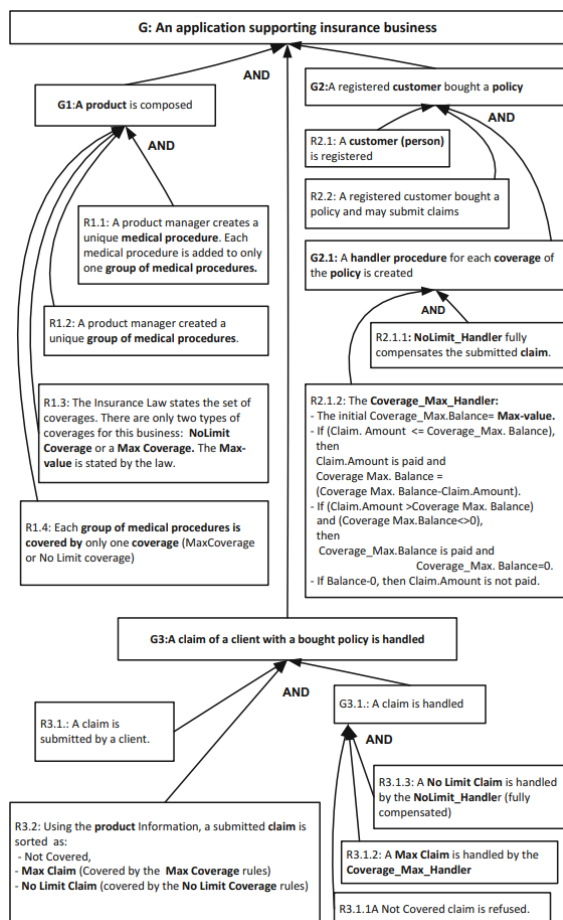 G: An application supporting insurance business
AND
G1:A product is composed
AND
G2:A registered customer bought a policy
AND
R2.1: A customer (person)
is registered
R2.2: A registered customer bought a
policy and may submit claims
R1.1: A product manager creates a
unique medical procedure. Each
medical procedure is added to only
one group of medical procedures.
G2.1: A handler procedure for each coverage of
the policy is created
AND
R1.2: A product manager created a
unique group of medical procedures.
R2.1.1: NoLimit_Handler fully
compensates the submitted claim.
R1.3: The Insurance Law states the set of
coverages. There are only two types of
coverages for this business: NoLimit
Coverage or a Max Coverage. The Max-
value is stated by the law.
R1.4: Each group of medical procedures is
covered by only one coverage (MaxCoverage
or No Limit coverage)
R2.1.2: The Coverage_Max_Handler:
- The initial Coverage_Max.Balance= Max-value.
- If (Claim. Amount <= Coverage_Max. Balance),
then
Claim.Amount is paid and
Coverage Max. Balance =
(Coverage Max. Balance-Claim.Amount).
- If (Claim.Amount >Coverage Max. Balance)
and (Coverage Max.Balance<>0),
then
Coverage_Max.Balance is paid and
Coverage_Max. Balance=0.
- If Balance-0, then Claim.Amount is not paid.
G3:A claim of a client with a bought policy is handled
AND
R3.1.: A claim is
submitted by a client.
G3.1.: A claim is handled
AND
R3.1.3: A No Limit Claim is handled
by the NoLimit_Handler (fully
compensated)
R3.2: Using the product Information, a submitted claim is
sorted as:
- Not Covered,
- Max Claim (Covered by the Max Coverage rules)
- No Limit Claim (covered by the No Limit Coverage rules)
R3.1.2: A Max Claim is handled by the
Coverage_Max_Handler
R3.1.1A Not Covered claim is refused.